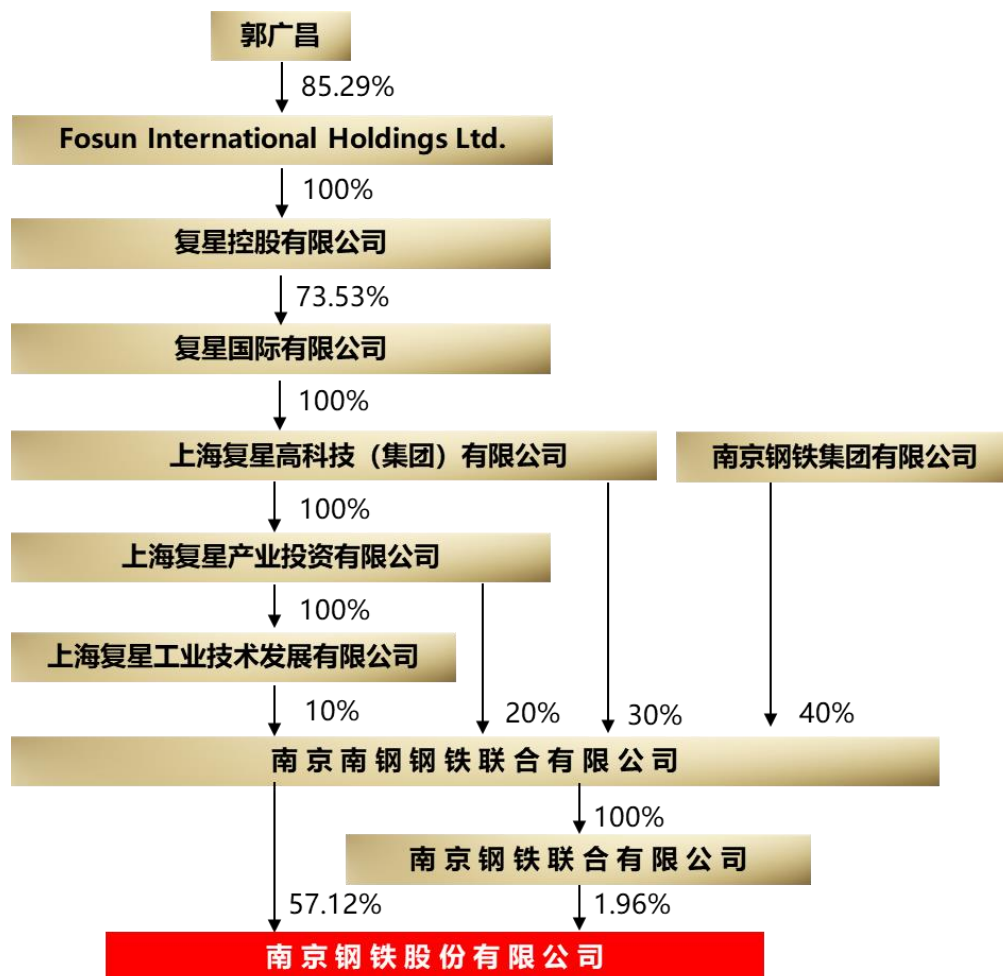 郭广昌
85.29%
Fosun International Holdings Ltd.
100%
复星控股有限公司
73.53%
复星国际有限公司
100%
上海复星高科技（集团）有限公司
南京钢铁集团有限公司
100%
上海复星产业投资有限公司
100%
上海复星工业技术发展有限公司
10%
20%
30%
40%
南京南钢钢铁联合有限公司
100%
南京钢铁联合有限公司
57.12%
1.96%
南京钢铁股份有限公司